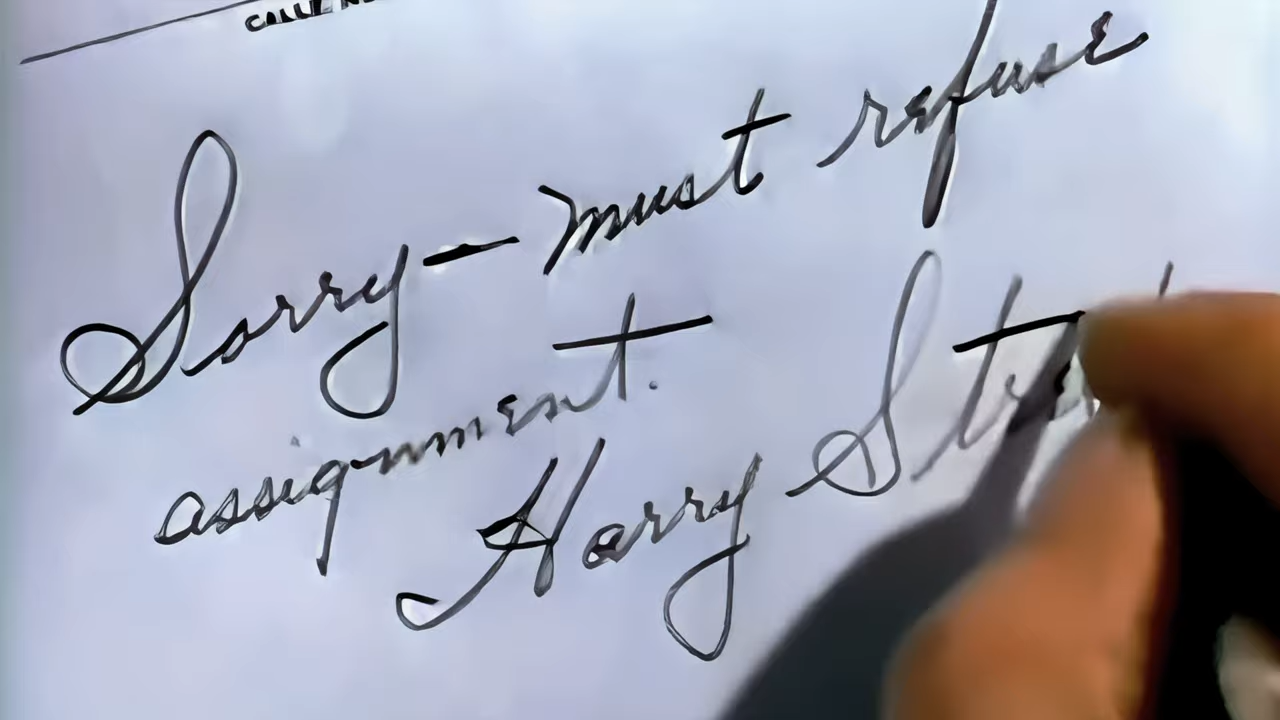 Sorry — must refuse
assignment.
Harry